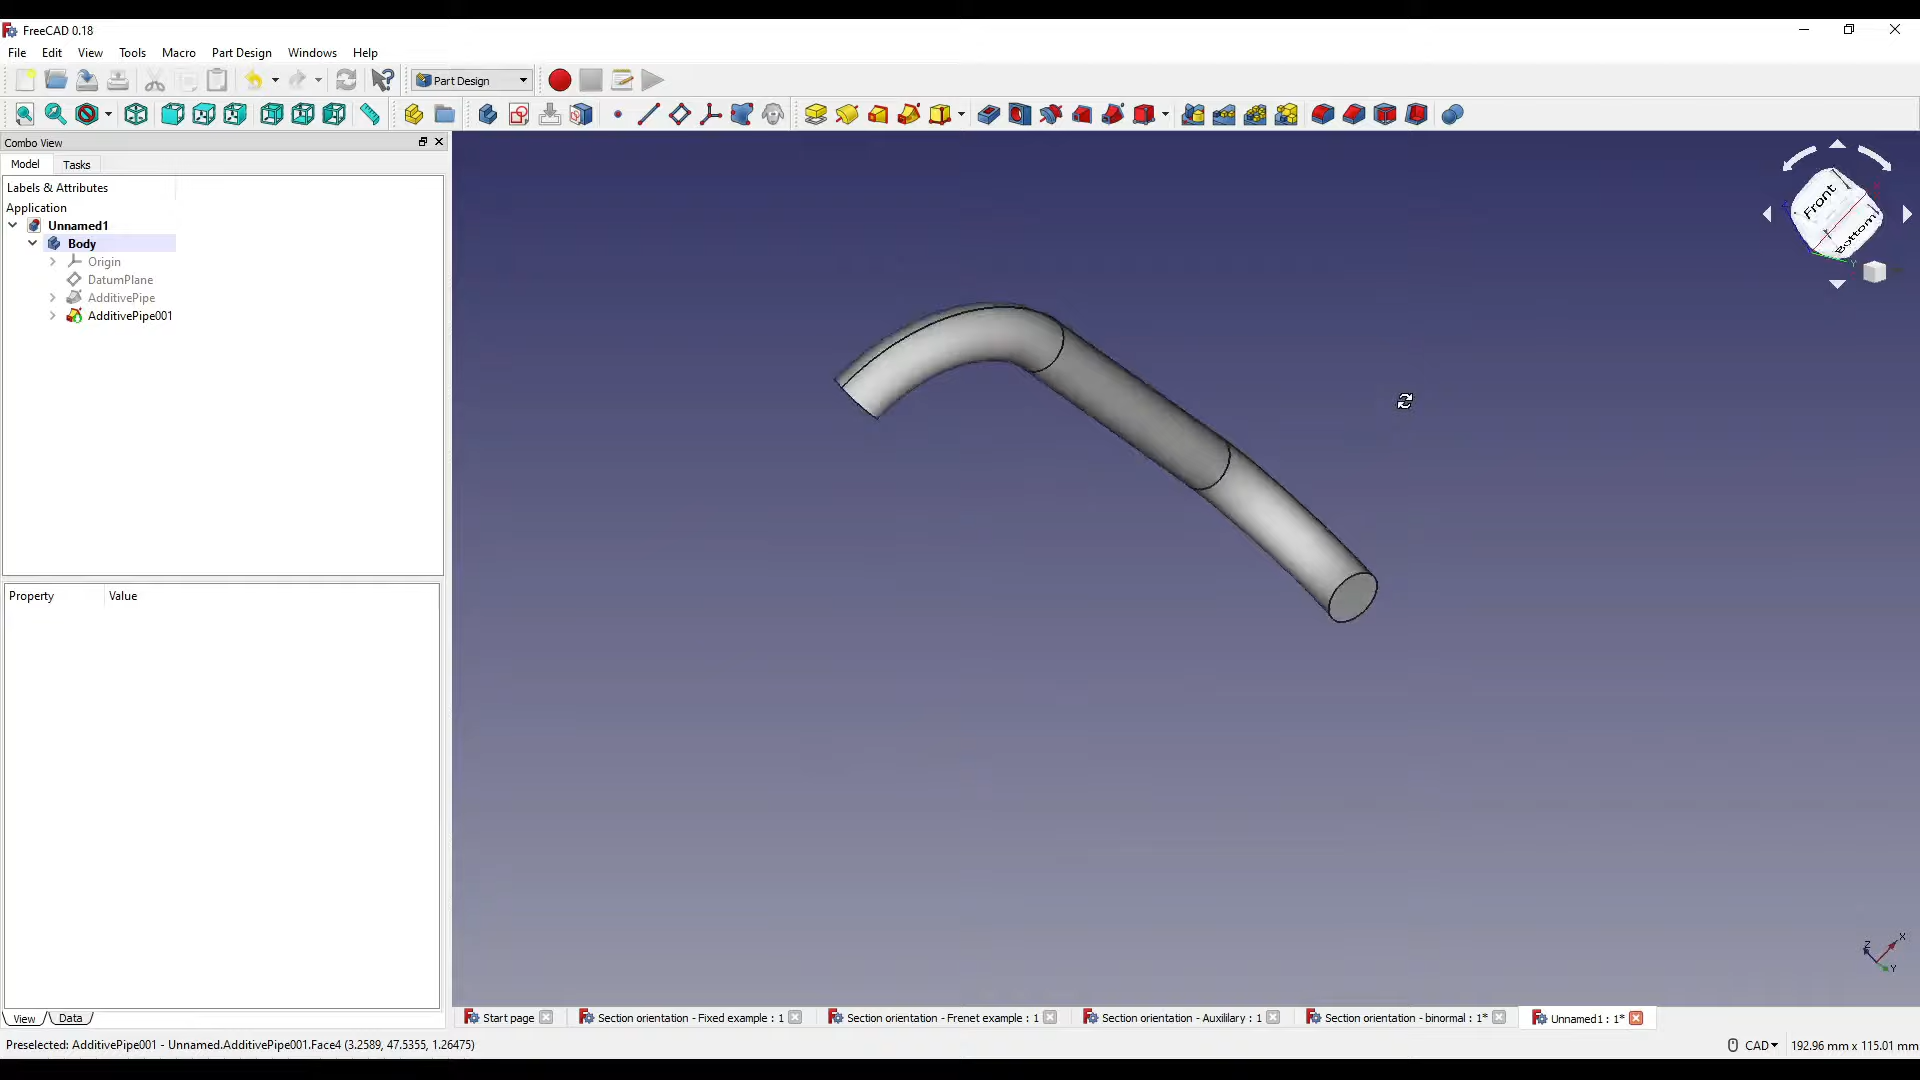 FreeCAD 0.18
File Edit View Tools Macro Part Design Windows Help
Part Design
Combo View
Model Tasks
Labels & Attributes
Application
Unnamed1
Body
Origin
DatumPlane
AdditivePipe
AdditivePipe001
Front
Bottom
Property Value
X
Z
Y
View Data
Start page Section orientation - Fixed example : 1 Section orientation - Frenet example : 1 Section orientation - Auxililary : 1 Section orientation - binormal : 1* Unnamed1 : 1*
Preselected: AdditivePipe001 - Unnamed.AdditivePipe001.Face4 (3.2589, 47.5355, 1.26475) CAD 192.96 mm x 115.01 mm